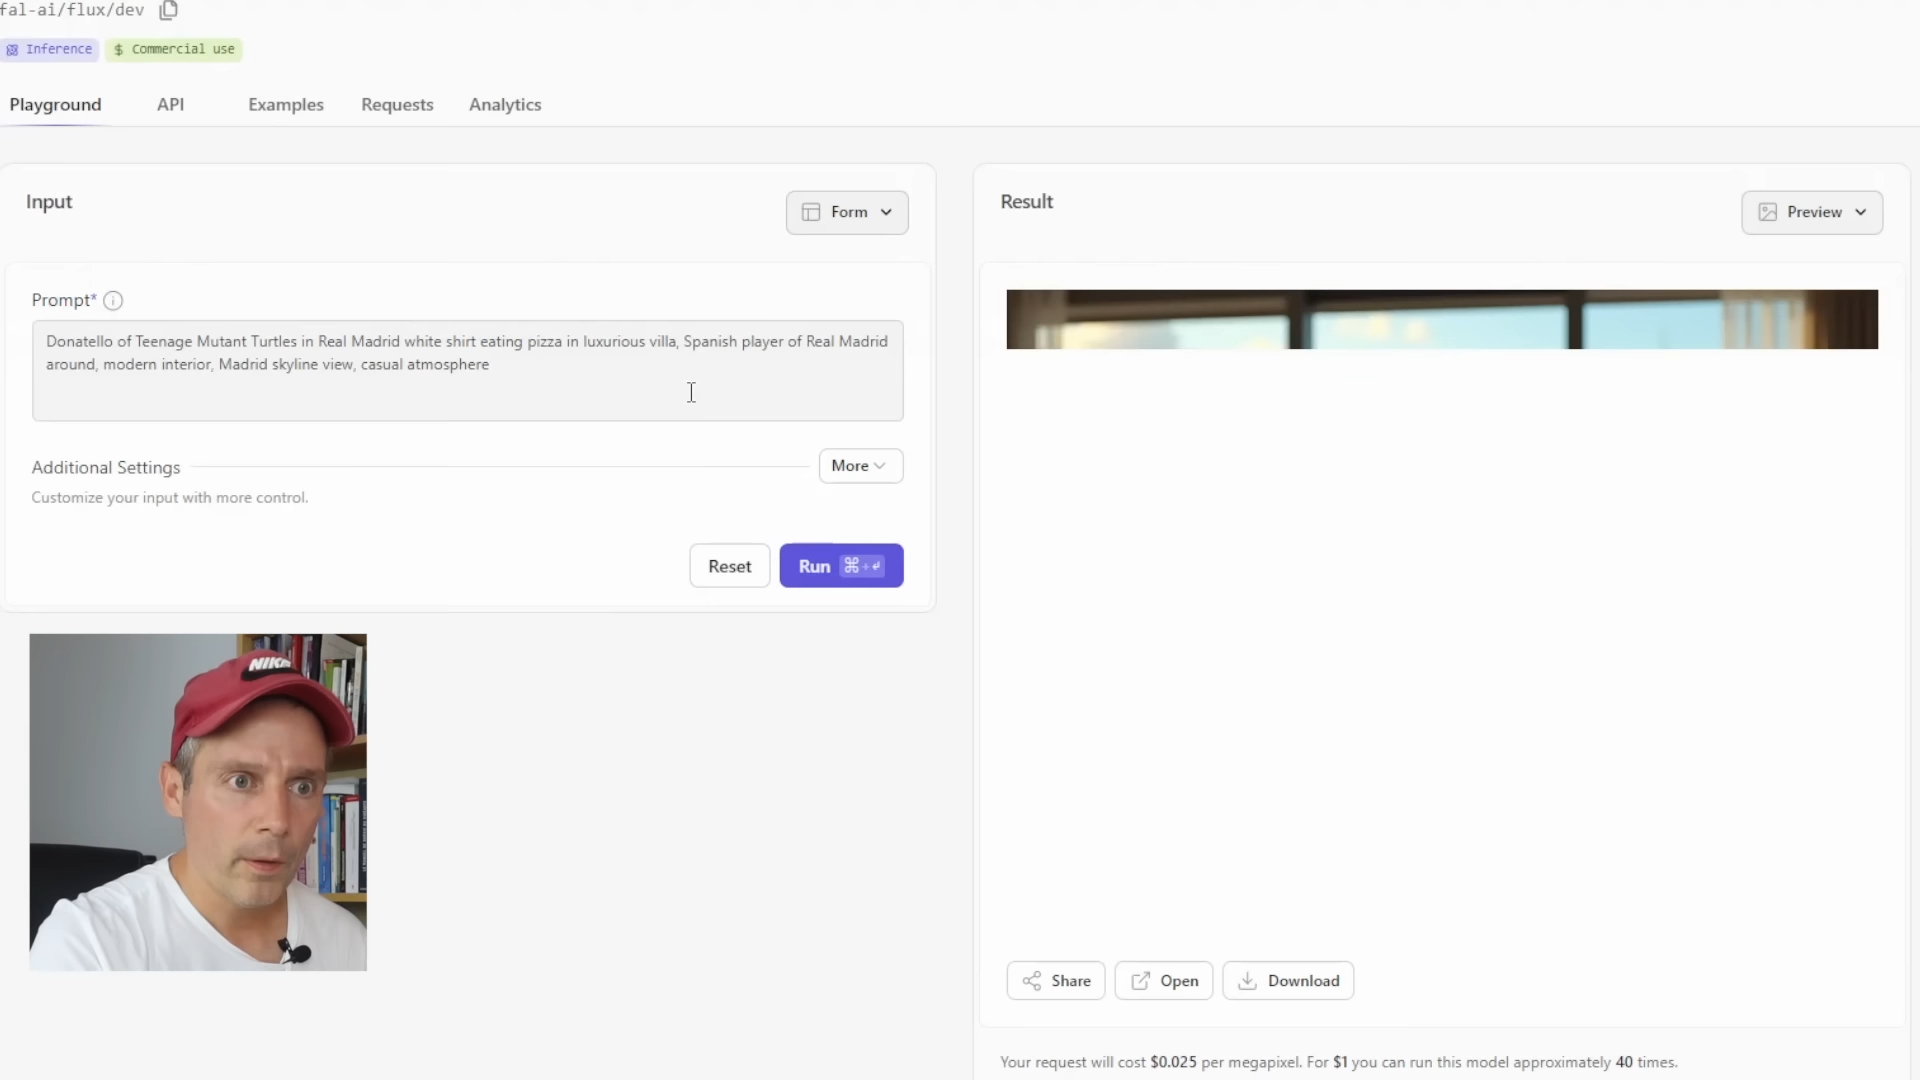 fal-ai/flux/dev
Inference
$ Commercial use
Playground
API
Examples
Requests
Analytics
Input
Form
Prompt*
Donatello of Teenage Mutant Turtles in Real Madrid white shirt eating pizza in luxurious villa, Spanish player of Real Madrid
around, modern interior, Madrid skyline view, casual atmosphere
Additional Settings
More
Customize your input with more control.
Reset
Run ⌘+↵
NIKE
Result
Preview
Share
Open
Download
Your request will cost $0.025 per megapixel. For $1 you can run this model approximately 40 times.